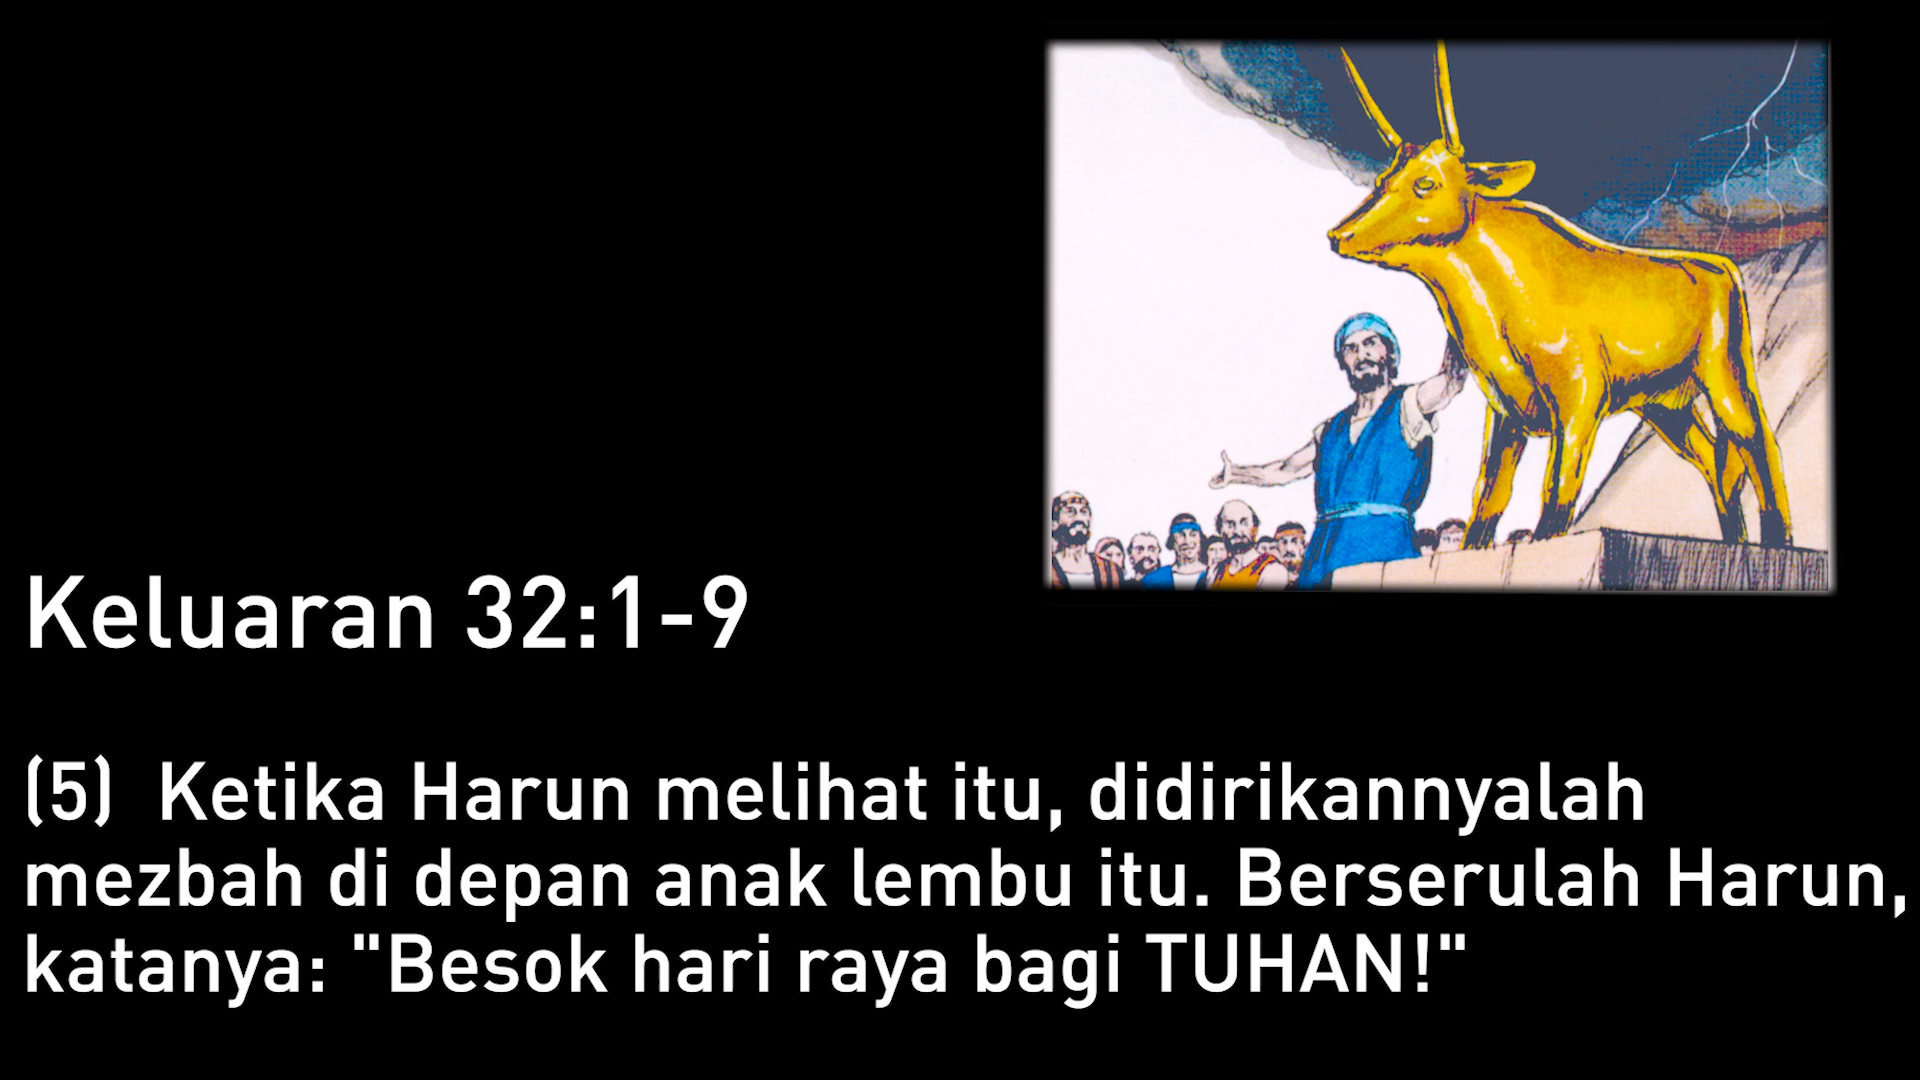 Keluaran 32:1-9
(5)  Ketika Harun melihat itu, didirikannyalah
mezbah di depan anak lembu itu. Berserulah Harun,
katanya: "Besok hari raya bagi TUHAN!"